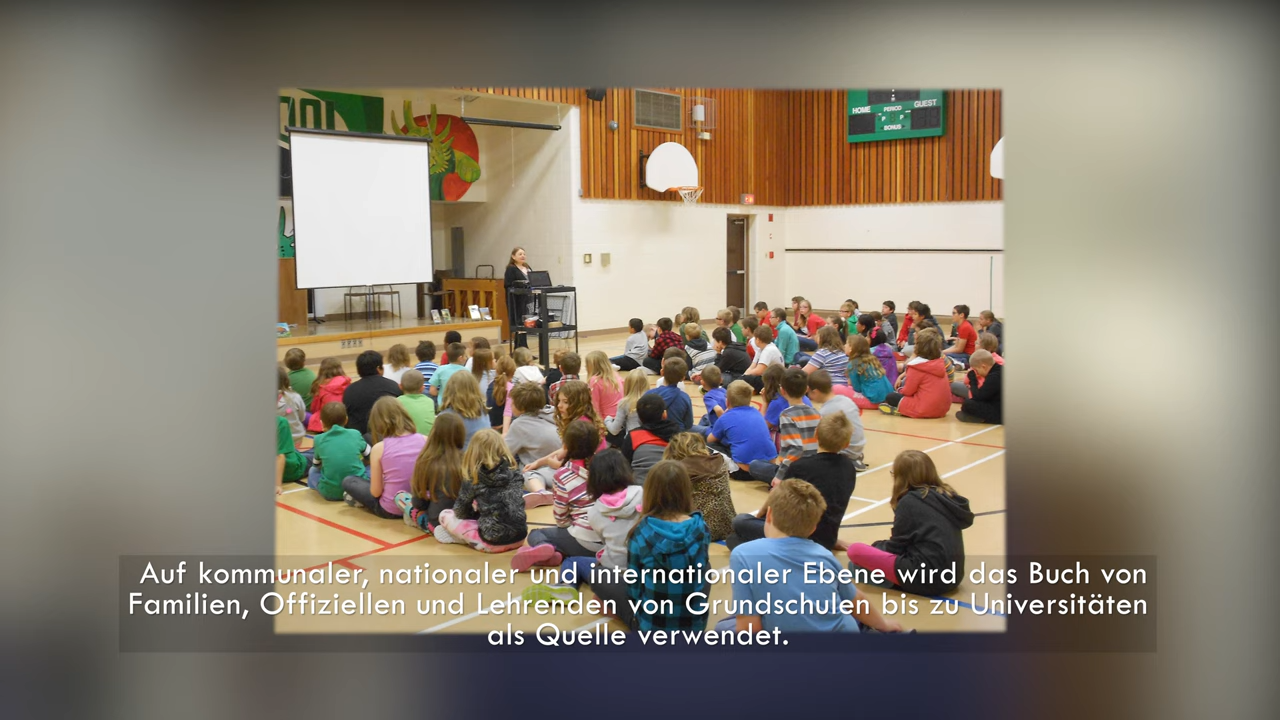 HOME PERIOD GUEST
P P
BONUS
Auf kommunaler, nationaler und internationaler Ebene wird das Buch von
Familien, Offiziellen und Lehrenden von Grundschulen bis zu Universitäten
als Quelle verwendet.